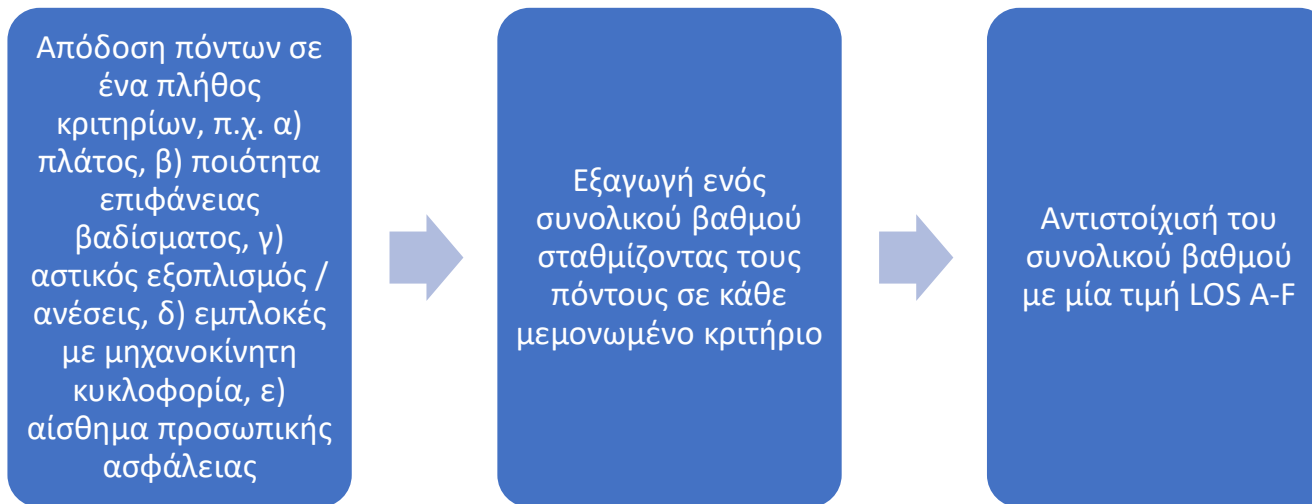 Απόδοση πόντων σε
ένα πλήθος
κριτηρίων, π.χ. α)
πλάτος, β) ποιότητα
επιφάνειας
βαδίσματος, γ)
αστικός εξοπλισμός /
ανέσεις, δ) εμπλοκές
με μηχανοκίνητη
κυκλοφορία, ε)
αίσθημα προσωπικής
ασφάλειας
Εξαγωγή ενός
συνολικού βαθμού
σταθμίζοντας τους
πόντους σε κάθε
μεμονωμένο κριτήριο
Αντιστοίχισή του
συνολικού βαθμού
με μία τιμή LOS A-F